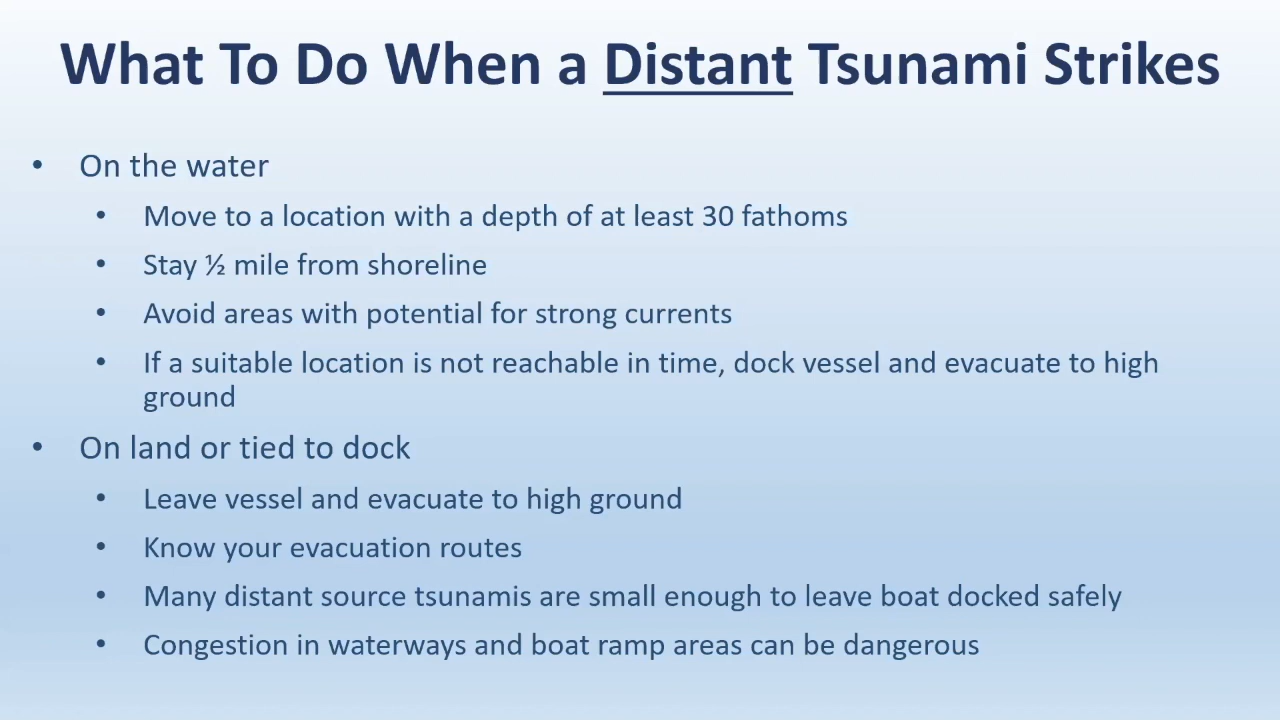 What To Do When a Distant Tsunami Strikes
• On the water
• Move to a location with a depth of at least 30 fathoms
• Stay ½ mile from shoreline
• Avoid areas with potential for strong currents
• If a suitable location is not reachable in time, dock vessel and evacuate to high
ground
• On land or tied to dock
• Leave vessel and evacuate to high ground
• Know your evacuation routes
• Many distant source tsunamis are small enough to leave boat docked safely
• Congestion in waterways and boat ramp areas can be dangerous